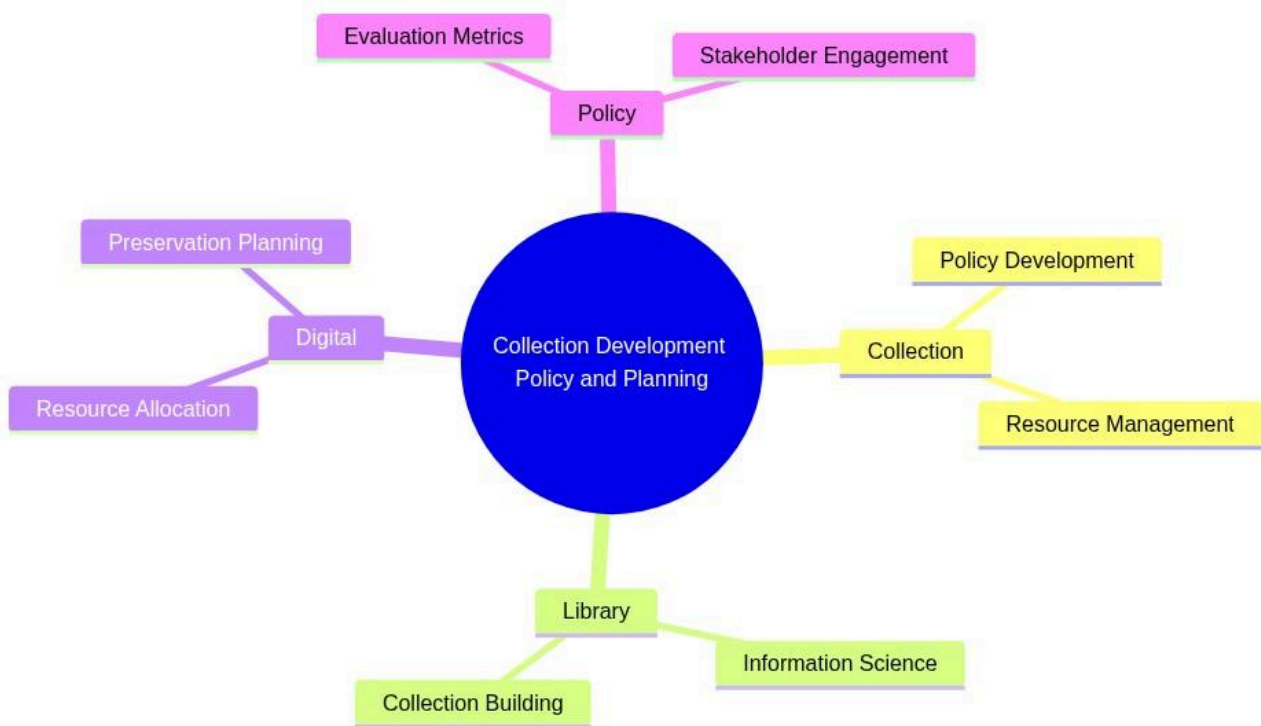 Evaluation Metrics
Stakeholder Engagement
Policy
Preservation Planning
Policy Development
Digital
Collection Development
Policy and Planning
Collection
Resource Allocation
Resource Management
Library
Information Science
Collection Building